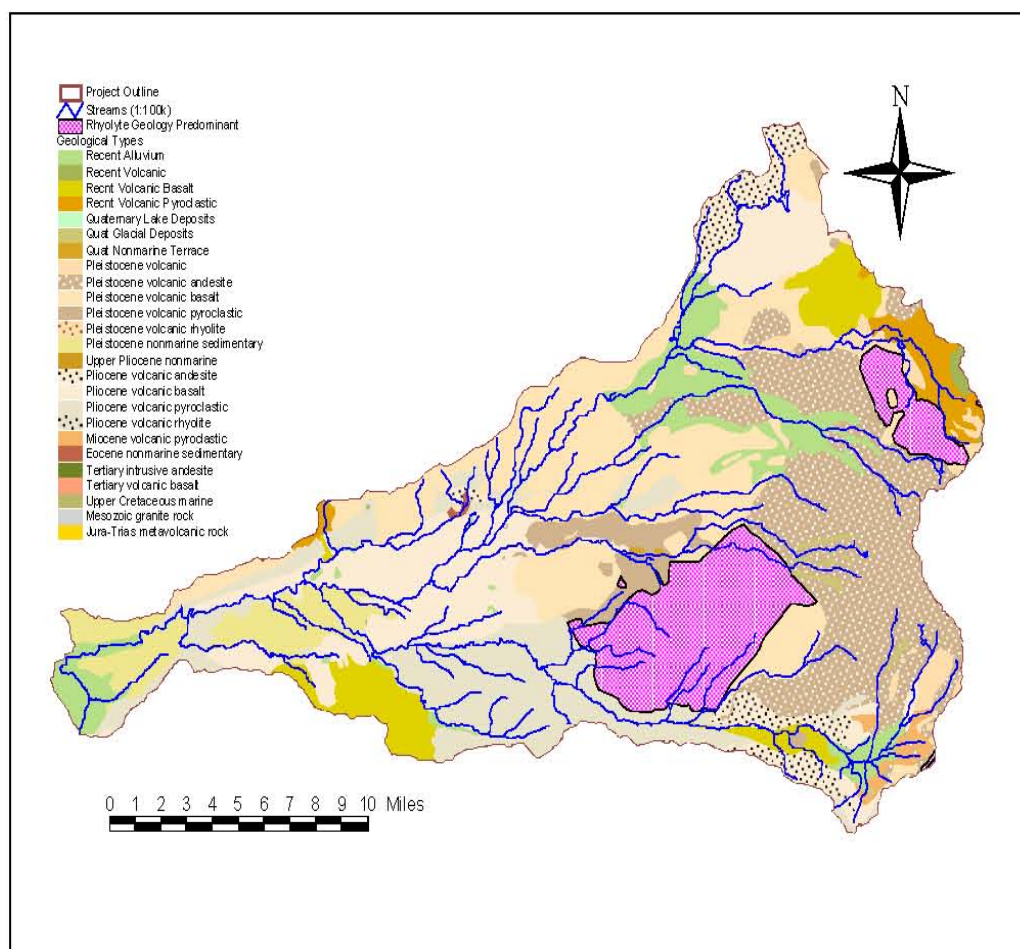 Project Outline
Streams (1:100k)
Rhyolyte Geology Predominant
Geological Types
Recent Alluvium
Recent Volcanic
Recnt Volcanic Basalt
Recnt Volcanic Pyroclastic
Quaternary Lake Deposits
Quat Glacial Deposits
Quat Nonmarine Terrace
Pleistocene volcanic
Pleistocene volcanic andesite
Pleistocene volcanic basalt
Pleistocene volcanic pyroclastic
Pleistocene volcanic rhyolite
Pleistocene nonmarine sedimentary
Upper Pliocene nonmarine
Pliocene volcanic andesite
Pliocene volcanic basalt
Pliocene volcanic pyroclastic
Pliocene volcanic rhyolite
Miocene volcanic pyroclastic
Eocene nonmarine sedimentary
Tertiary intrusive andesite
Tertiary volcanic basalt
Upper Cretaceous marine
Mesozoic granite rock
Jura-Trias metavolcanic rock
N
0 1 2 3 4 5 6 7 8 9 10 Miles